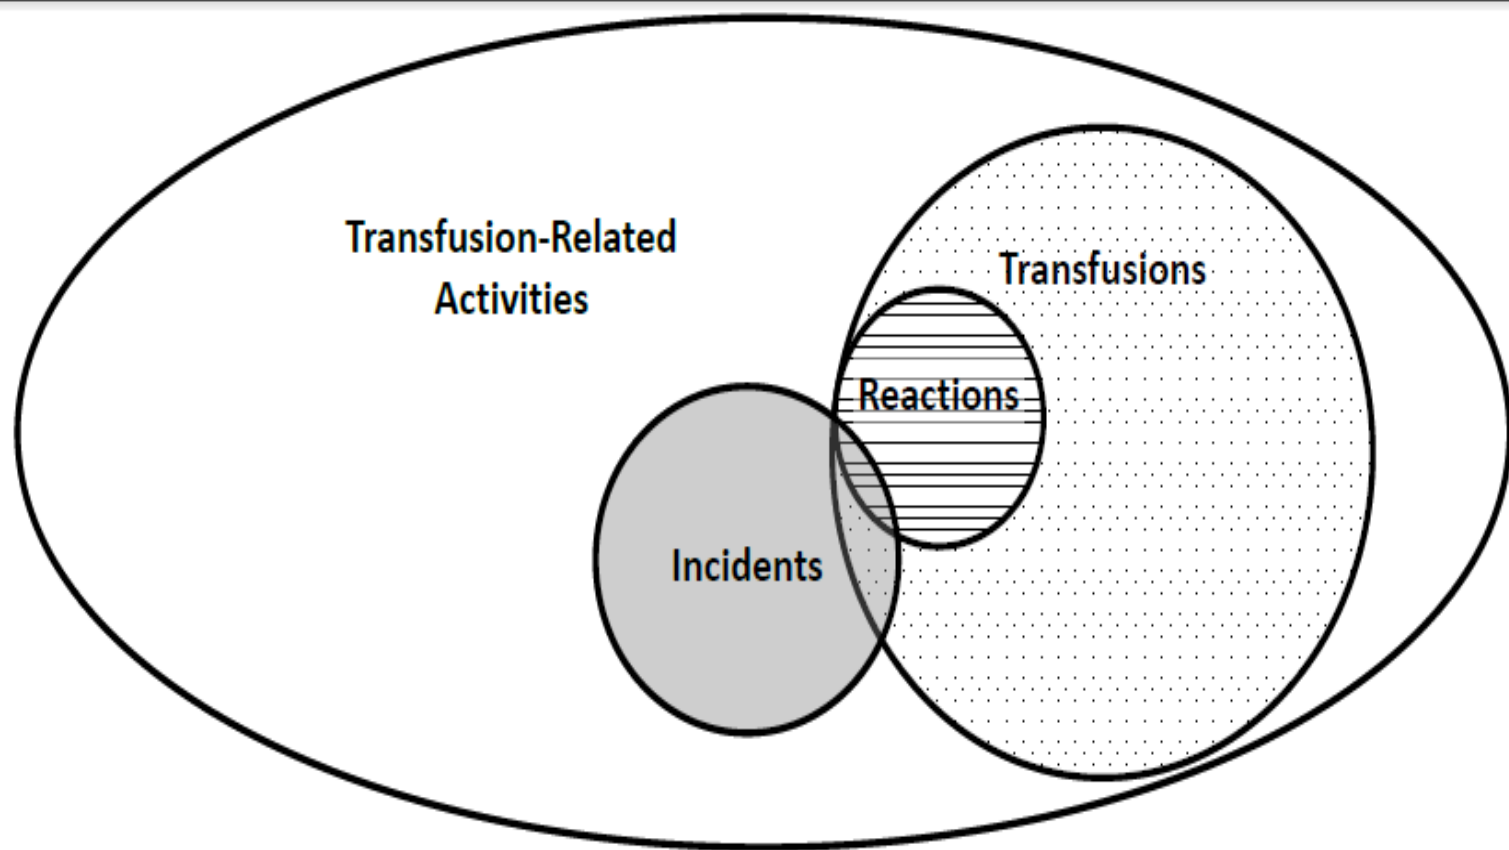 Transfusion-Related
Activities
Transfusions
Reactions
Incidents